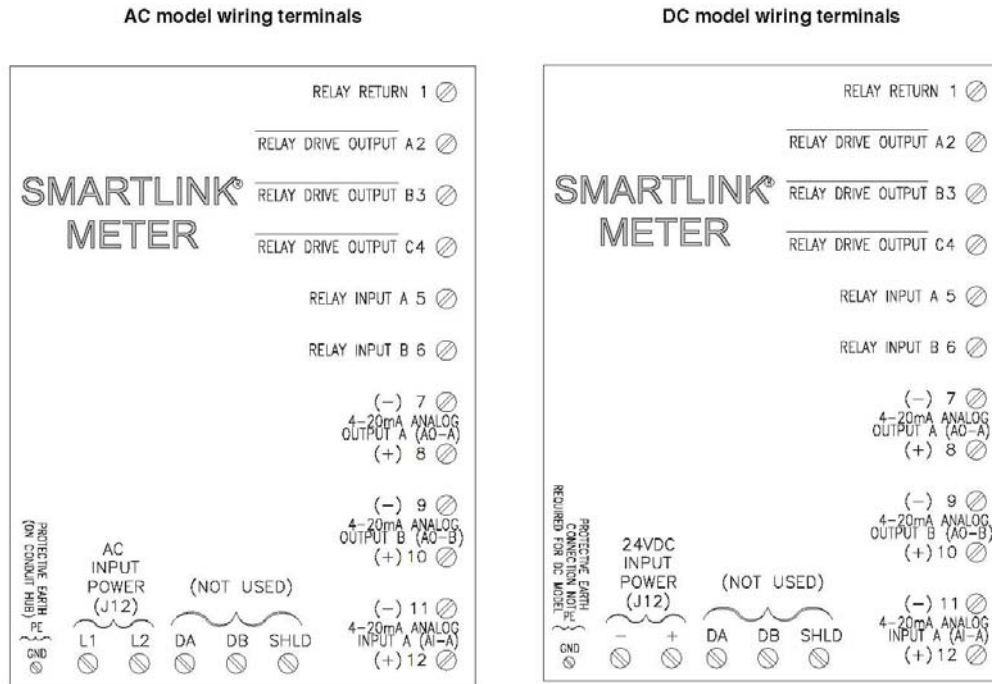 AC model wiring terminals
RELAY RETURN 1
RELAY DRIVE OUTPUT A2
SMARTLINK®
METER
RELAY DRIVE OUTPUT B3
RELAY DRIVE OUTPUT C4
RELAY INPUT A 5
RELAY INPUT B 6
(-) 7
4-20mA ANALOG
OUTPUT A (AO-A)
(+) 8
(-) 9
4-20mA ANALOG
OUTPUT B (AO-B)
(+) 10
(-) 11
4-20mA ANALOG
INPUT A (AI-A)
(+) 12
PROTECTIVE EARTH
(ON CONDUIT HUB)
PE
GND
AC
INPUT
POWER
(J12)
L1 L2
(NOT USED)
DA DB SHLD
DC model wiring terminals
RELAY RETURN 1
RELAY DRIVE OUTPUT A2
SMARTLINK®
METER
RELAY DRIVE OUTPUT B3
RELAY DRIVE OUTPUT C4
RELAY INPUT A 5
RELAY INPUT B 6
(-) 7
4-20mA ANALOG
OUTPUT A (AO-A)
(+) 8
(-) 9
4-20mA ANALOG
OUTPUT B (AO-B)
(+) 10
(-) 11
4-20mA ANALOG
INPUT A (AI-A)
(+) 12
PROTECTIVE EARTH
CONNECTION NOT
REQUIRED FOR DC MODEL
PE
GND
24VDC
INPUT
POWER
(J12)
- +
(NOT USED)
DA DB SHLD